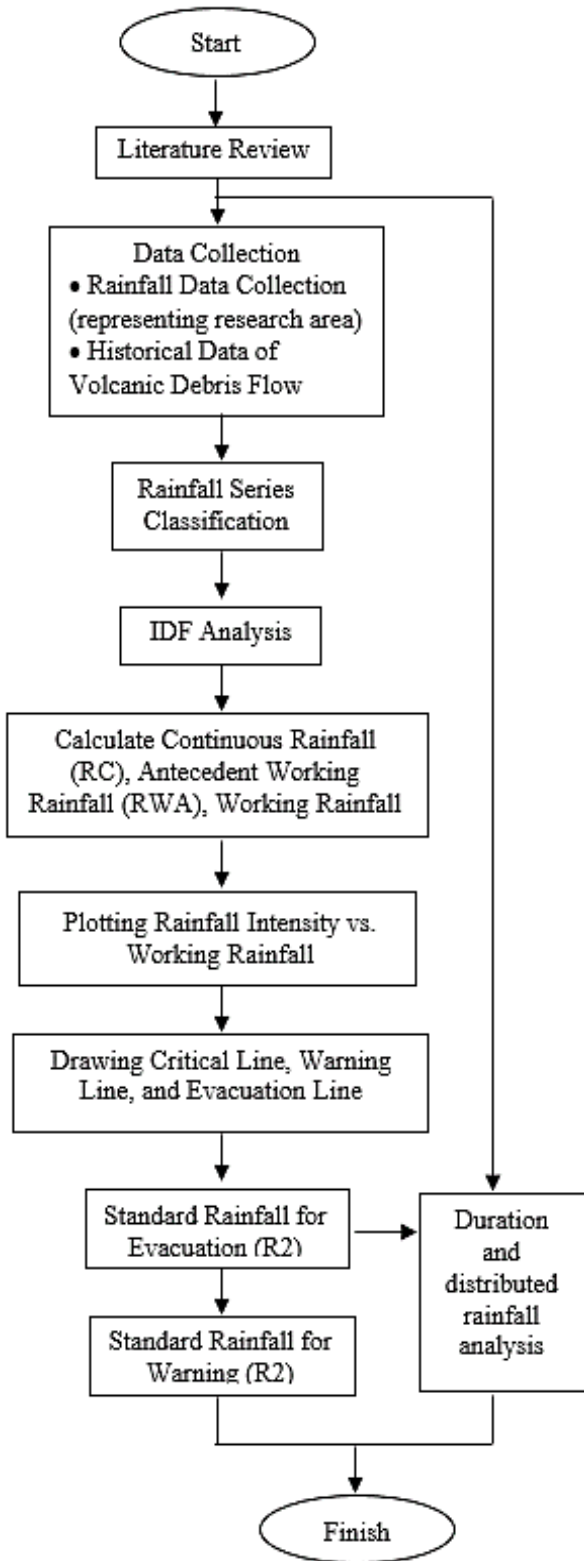 Start
Literature Review
Data Collection
• Rainfall Data Collection
(representing research area)
• Historical Data of
Volcanic Debris Flow
Rainfall Series
Classification
IDF Analysis
Calculate Continuous Rainfall
(RC), Antecedent Working
Rainfall (RWA), Working Rainfall
Plotting Rainfall Intensity vs.
Working Rainfall
Drawing Critical Line, Warning
Line, and Evacuation Line
Standard Rainfall for
Evacuation (R2)
Duration
and
distributed
rainfall
analysis
Standard Rainfall for
Warning (R2)
Finish